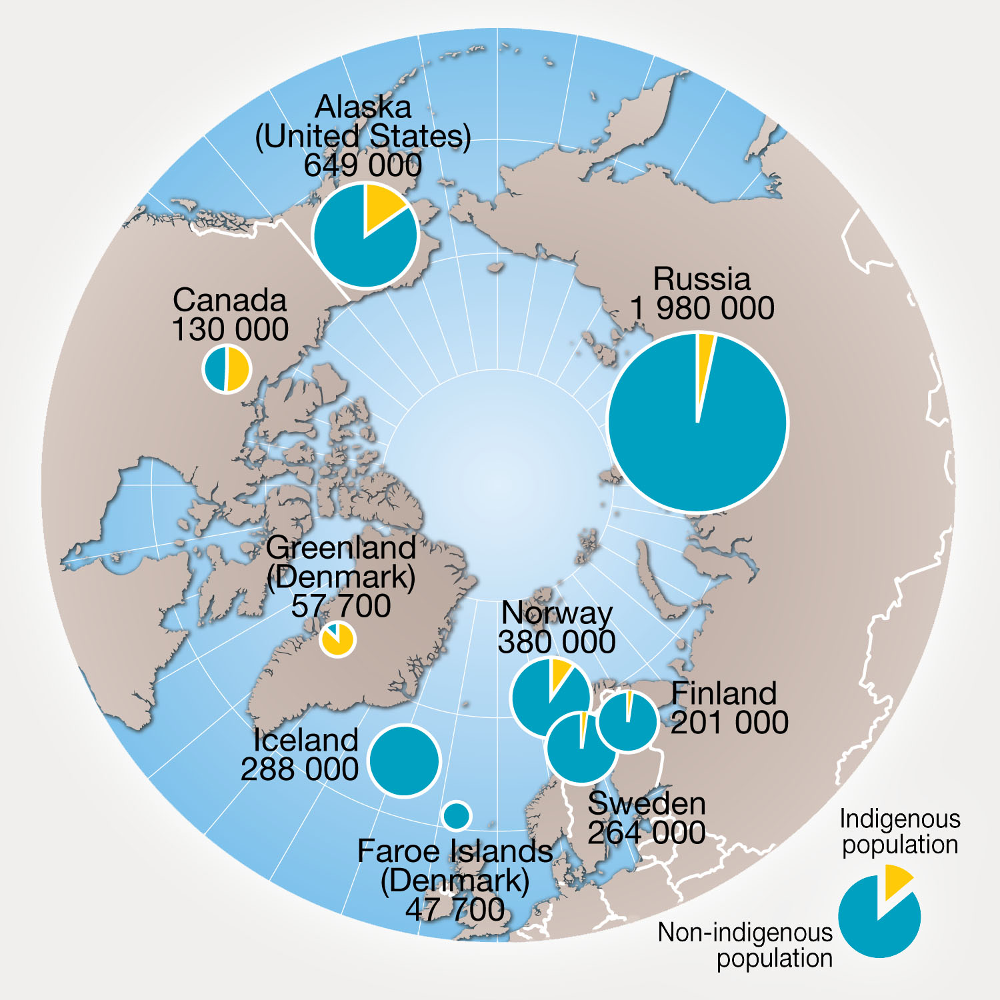 Alaska
(United States)
649 000
Russia
1 980 000
Canada
130 000
Greenland
(Denmark)
57 700
Norway
380 000
Finland
201 000
Iceland
288 000
Sweden
264 000
Faroe Islands
(Denmark)
47 700
Indigenous
population
Non-indigenous
population